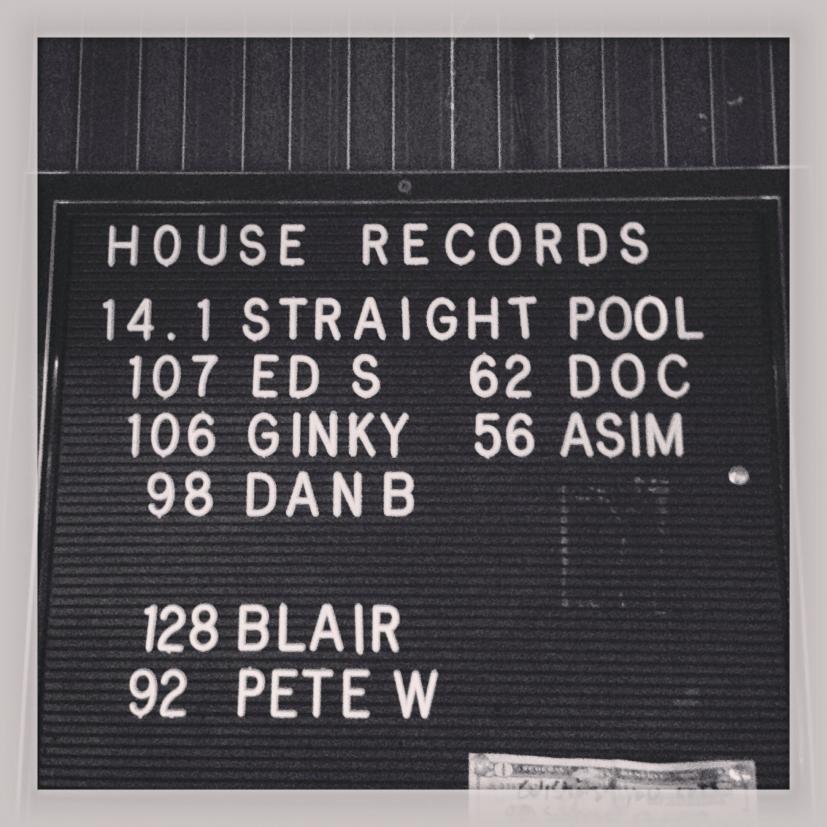 HOUSE RECORDS
14.1 STRAIGHT POOL
107 ED S 62 DOC
106 GINKY 56 ASIM
98 DAN B
128 BLAIR
92 PETE W